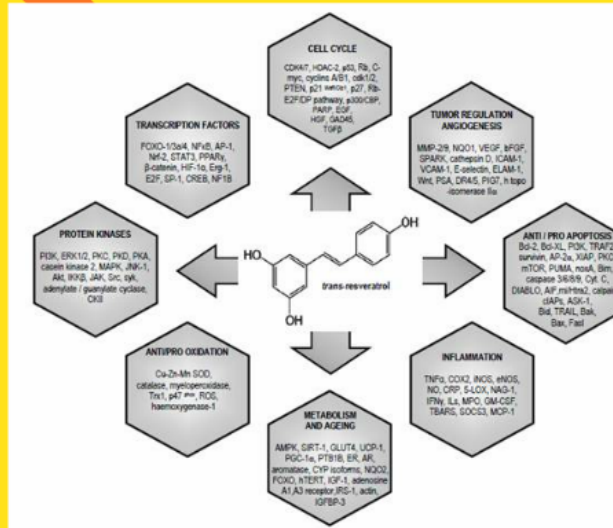 CELL CYCLE
CDK4/7, HDAC-2, p53, Rb, C-
myc, cyclins A/B1, cdk1/2,
PTEN, p21 p27, Rb-
E2F/DP pathway, p300/CBP,
PARP, EGF,
HGF, GAD45,
TGFβ
TRANSCRIPTION FACTORS
FOXO-1/3a/4, NFκB, AP-1,
Nrf-2, STAT3, PPARγ,
β-catenin, HIF-1α, Erg-1,
E2F, SP-1, CREB, NF1B
TUMOR REGULATION
ANGIOGENESIS
MMP-2/9, NQO1, VEGF, bFGF,
SPARK, cathepsin D, ICAM-1,
VCAM-1, E-selectin, ELAM-1,
Wnt, PSA, DR4/5, PIG7, h topo
-isomerase IIα
PROTEIN KINASES
PI3K, ERK1/2, PKC, PKD, PKA,
casein kinase 2, MAPK, JNK-1,
Akt, IKKβ, JAK, Src, syk,
adenylate / guanylate cyclase,
CKII
OH
HO
OH
trans-resveratrol
ANTI / PRO APOPTOSIS
Bcl-2, Bcl-XL, PI3K, TRAF2
survivin, AP-2α, XIAP, PKC
mTOR, PUMA, noxA, Bim,
caspase 3/6/8/9, Cyt. C,
DIABLO, AIF, calpain
cIAPs, ASK-1,
Bid, TRAIL, Bak,
Bax, Fasl
ANTI/PRO OXIDATION
Cu-Zn-Mn SOD,
catalase, myeloperoxidase,
Trx1, p47 ROS,
haemoxygenase-1
INFLAMMATION
TNFα, COX2, iNOS, eNOS,
NO, CRP, 5-LOX, NAG-1,
IFNγ, ILs, MPO, GM-CSF,
TBARS, SOCS3, MCP-1
METABOLISM
AND AGEING
AMPK, SIRT-1, GLUT4, UCP-1,
PGC-1α, PTB1B, ER, AR,
aromatase, CYP isoforms, NQO2,
FOXO, hTERT, IGF-1, adenosine
A1,A3 receptor,IRS-1, actin,
IGFBP-3